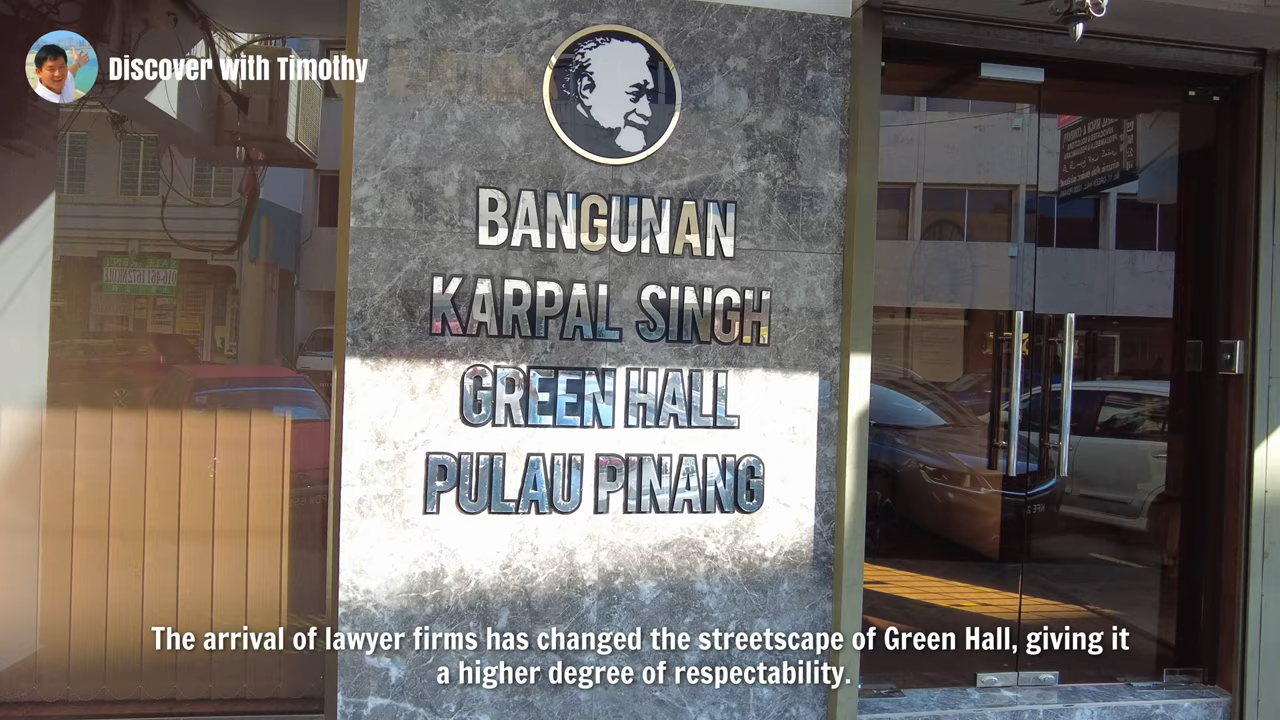 Discover with Timothy
BANGUNAN
KARPAL SINGH
GREEN HALL
PULAU PINANG
The arrival of lawyer firms has changed the streetscape of Green Hall, giving it
a higher degree of respectability.